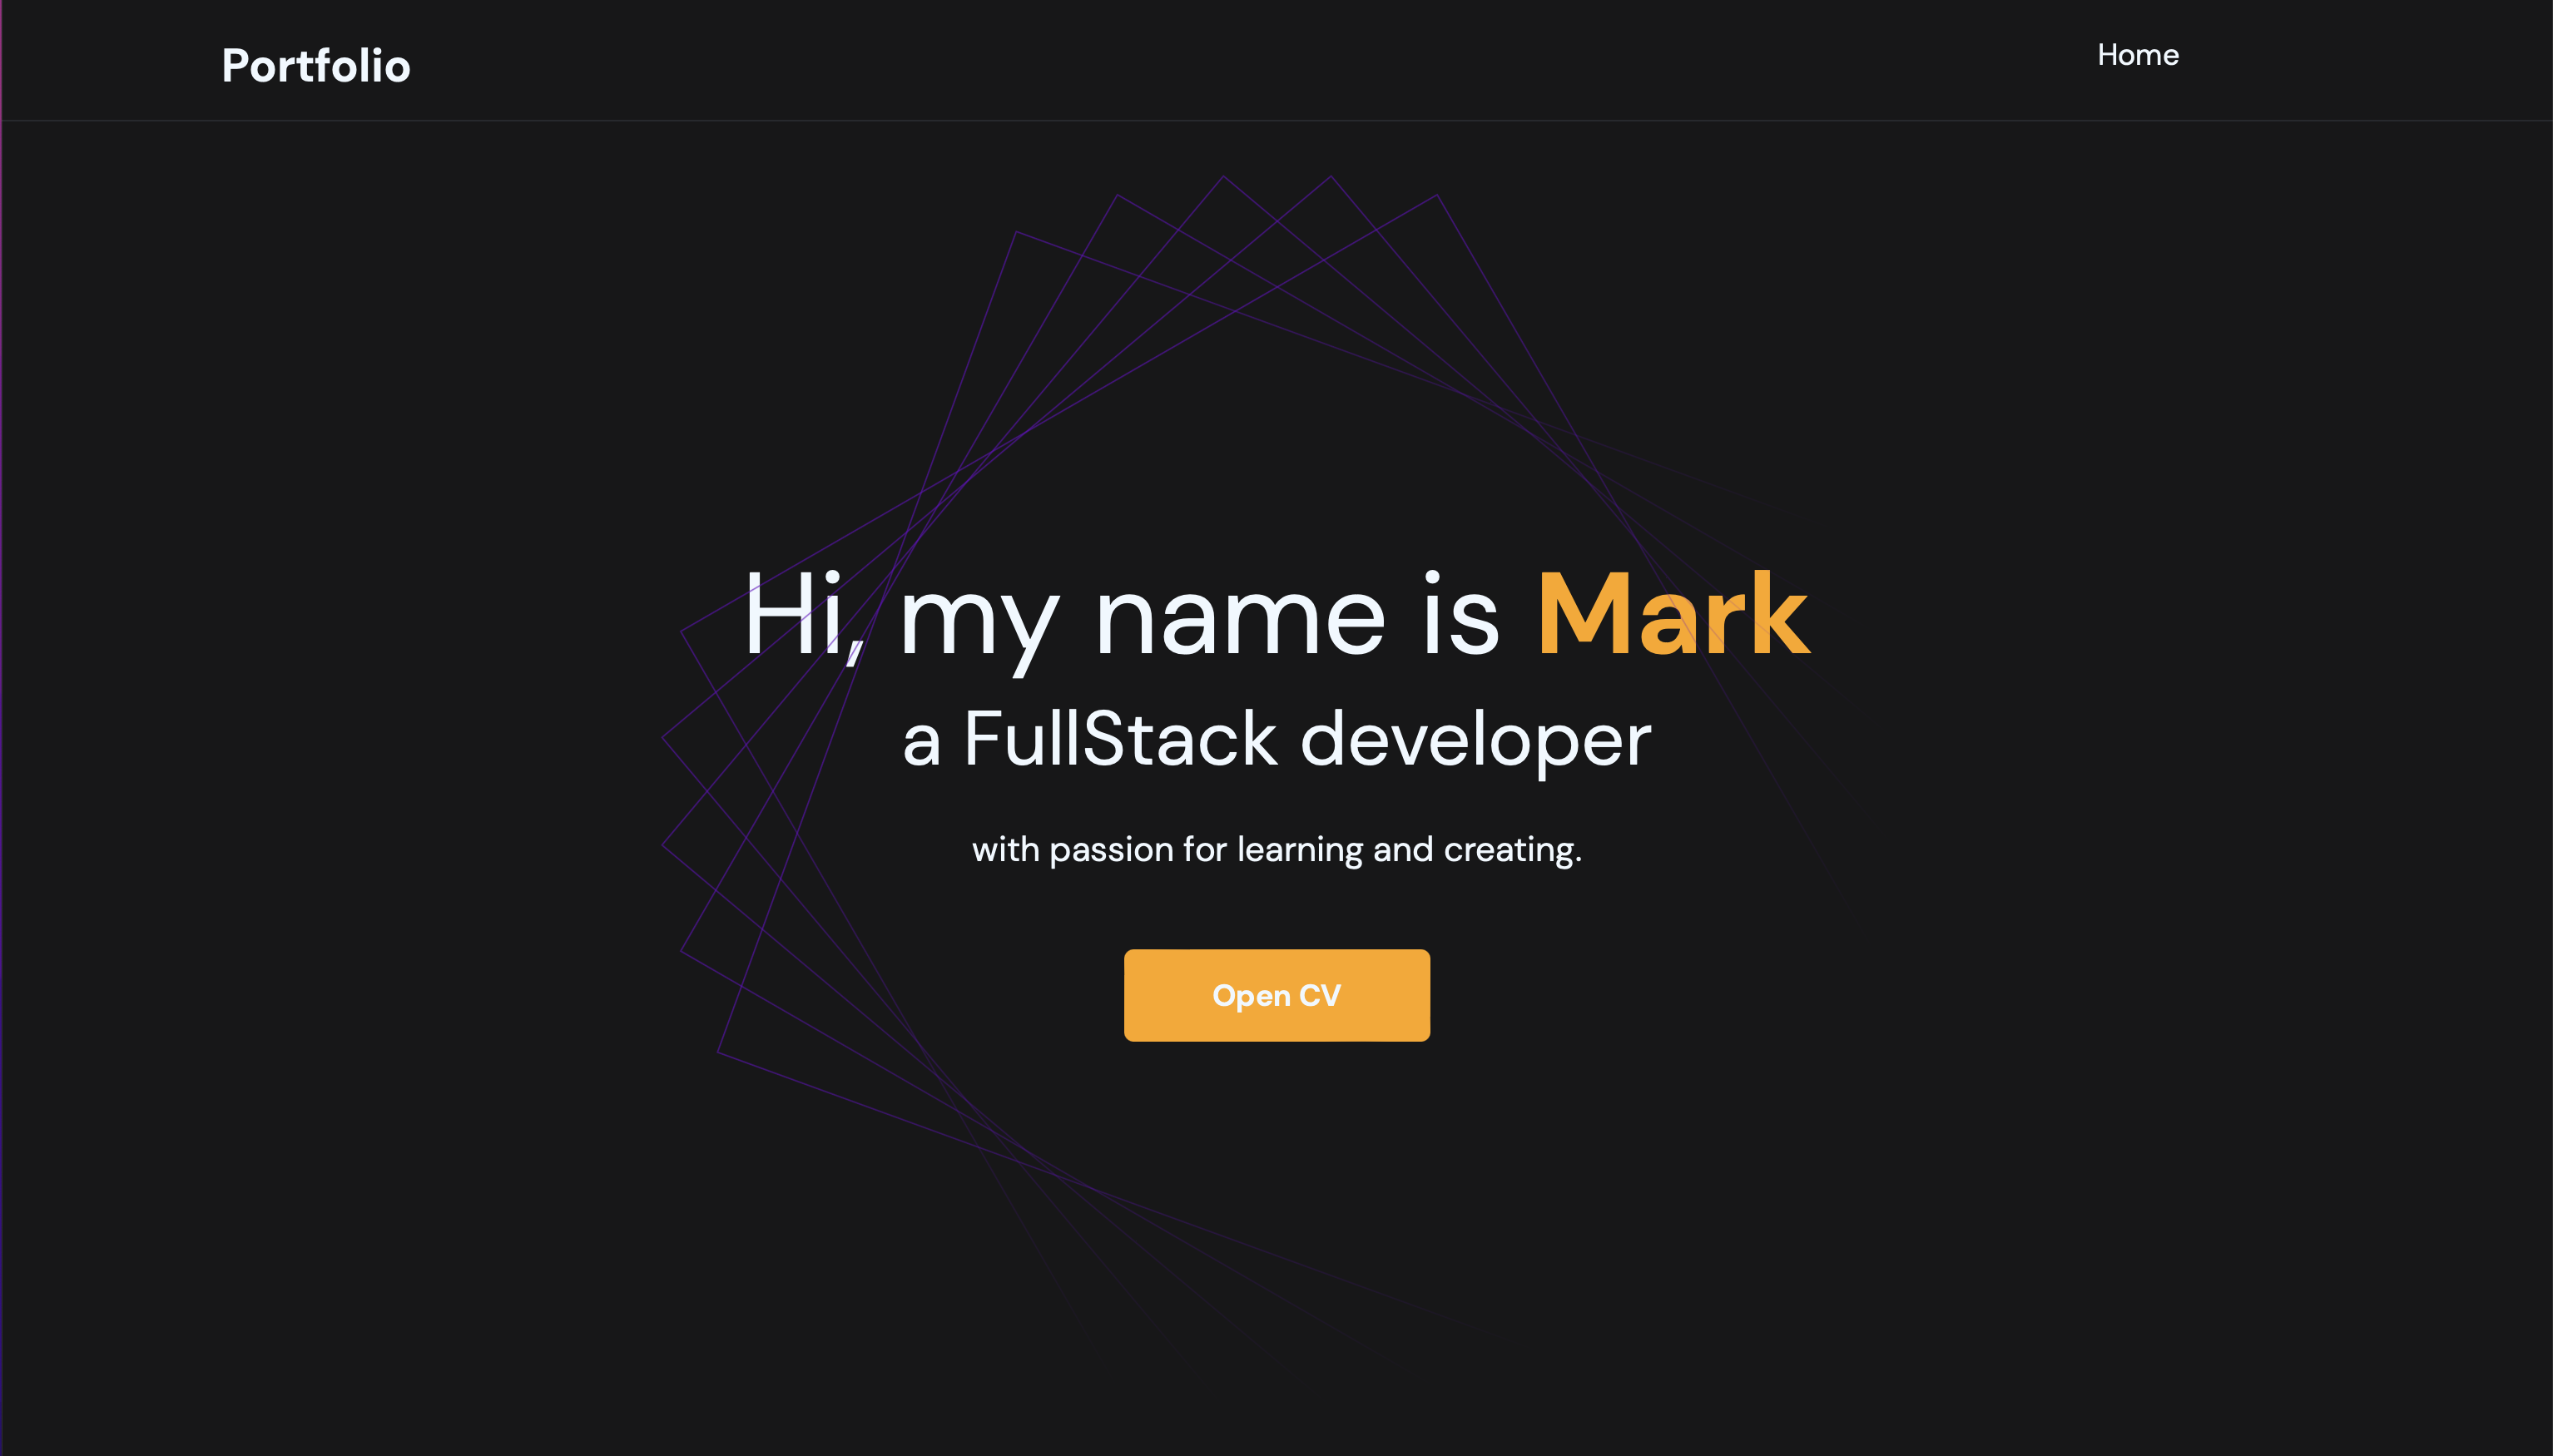 Portfolio
Home
Hi, my name is Mark
a FullStack developer
with passion for learning and creating.
Open CV